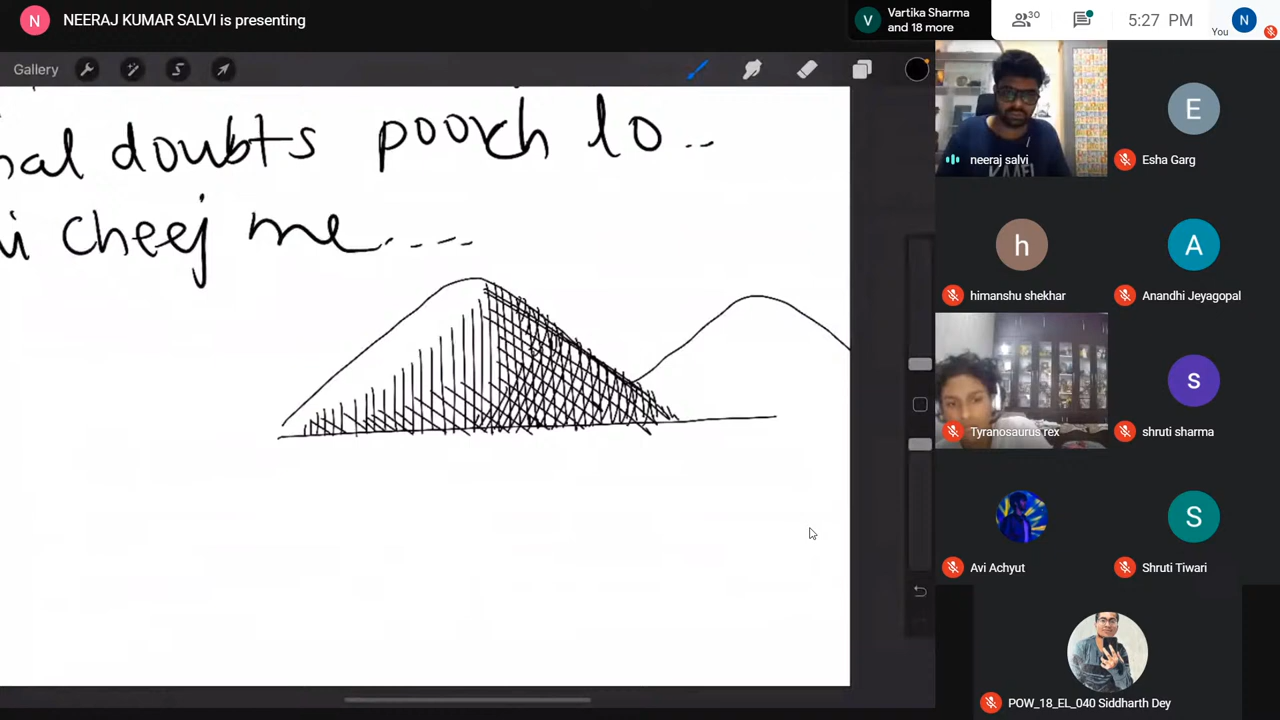 N NEERAJ KUMAR SALVI is presenting
V Vartika Sharma
and 18 more
30
5:27 PM
You
N
Gallery
doubts pooch lo..
cheej me....
neeraj salvi
E
Esha Garg
h
himanshu shekhar
A
Anandhi Jeyagopal
Tyranosaurus rex
s
shruti sharma
Avi Achyut
S
Shruti Tiwari
POW_18_EL_040 Siddharth Dey